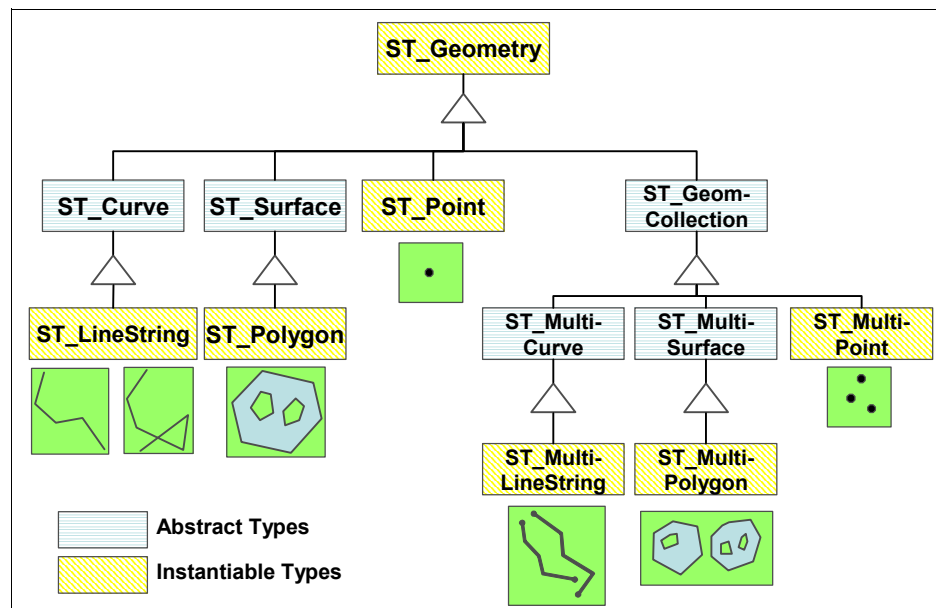 ST_Geometry
ST_Curve
ST_Surface
ST_Point
ST_Geom-
Collection
ST_LineString
ST_Polygon
ST_Multi-
Curve
ST_Multi-
Surface
ST_Multi-
Point
ST_Multi-
LineString
ST_Multi-
Polygon
Abstract Types
Instantiable Types